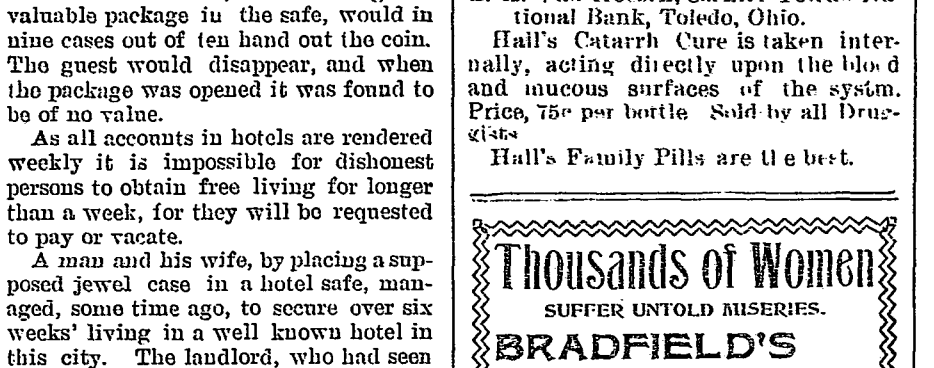 valuable package in the safe, would in
nine cases out of ten hand out the coin.
The guest would disappear, and when
the package was opened it was found to
be of no value.
As all accounts in hotels are rendered
weekly it is impossible for dishonest
persons to obtain free living for longer
than a week, for they will be requested
to pay or vacate.
A man and his wife, by placing a sup-
posed jewel case in a hotel safe, man-
aged, some time ago, to secure over six
weeks' living in a well known hotel in
this city. The landlord, who had seen
tional Bank, Toledo, Ohio.
Hall's Catarrh Cure is taken inter-
nally, acting directly upon the blood
and mucous surfaces of the systm.
Price, 75c per bottle Sold by all Drug-
gists
Hall's Family Pills are the best.
Thousands of Women
SUFFER UNTOLD MISERIES.
BRADFIELD'S